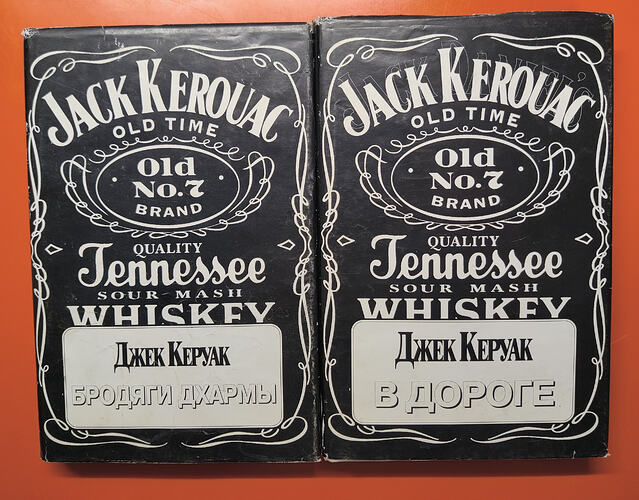 JACK KEROUAC
OLD TIME
Old
No.7
BRAND
QUALITY
Tennessee
SOUR MASH
WHISKEY
Джек Керуак
БРОДЯГИ ДХАРМЫ
JACK KEROUAC
OLD TIME
Old
No.7
BRAND
QUALITY
Tennessee
SOUR MASH
WHISKEY
Джек Керуак
В ДОРОГЕ